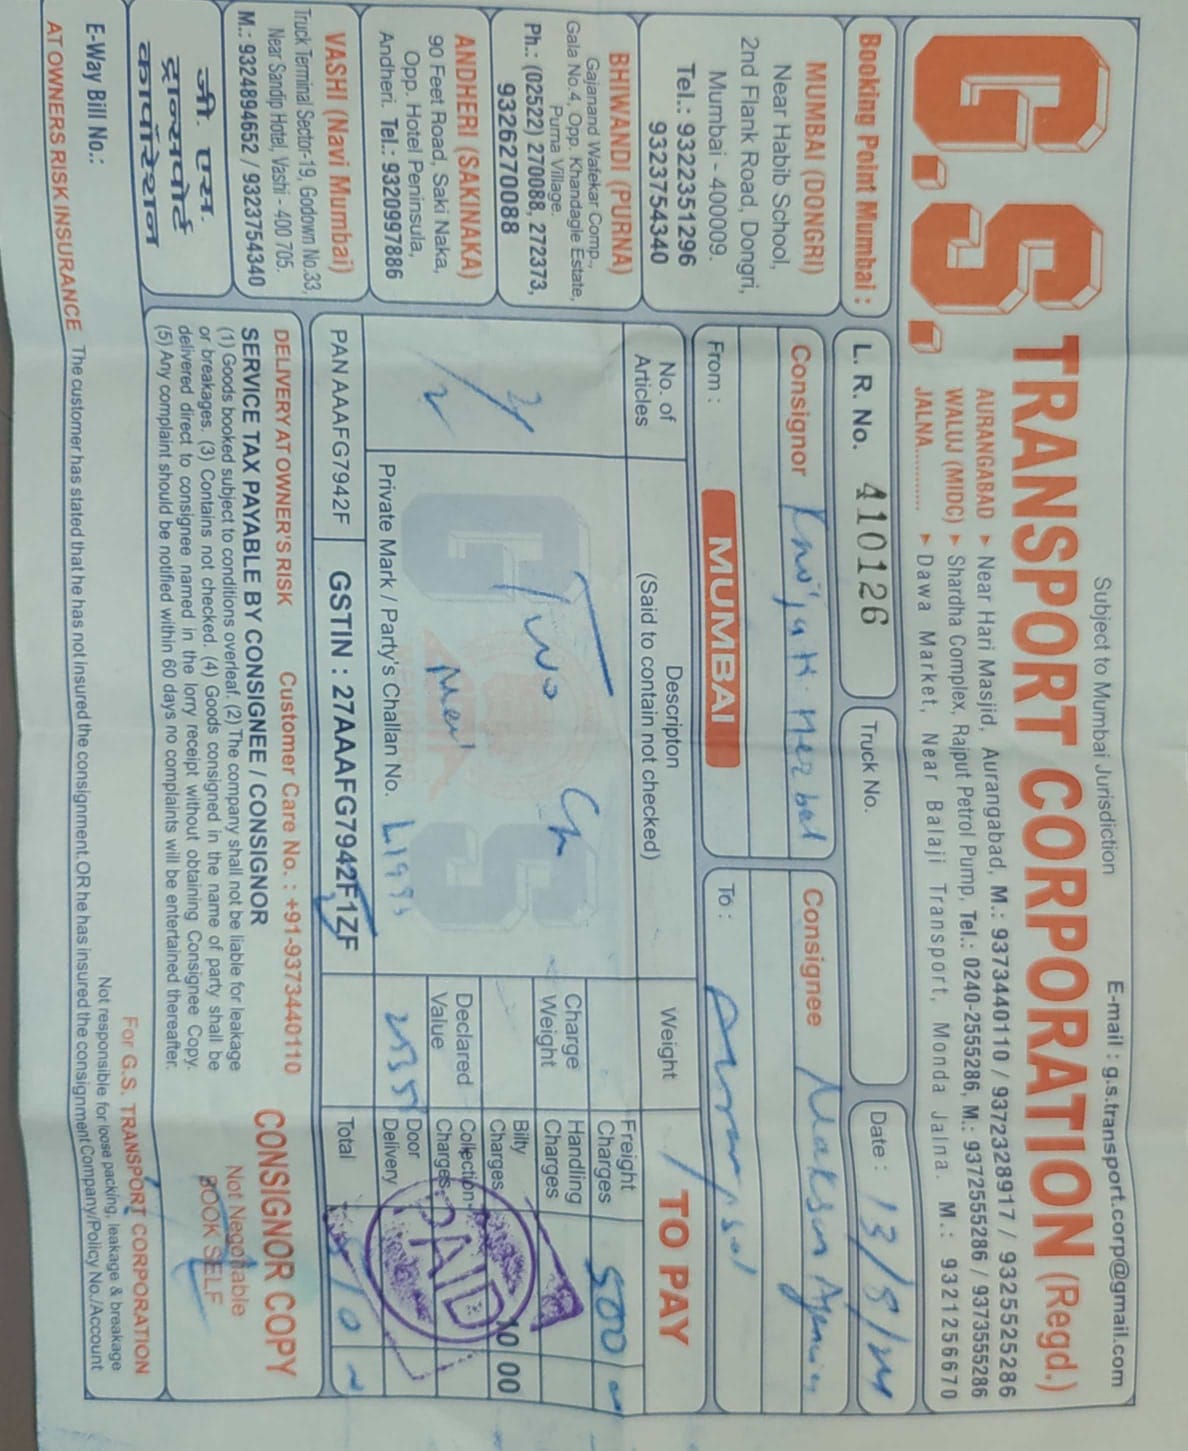 Subject to Mumbai Jurisdiction
E-mail : g.s.transport.corp@gmail.com
G.S. TRANSPORT CORPORATION (Regd.)
AURANGABAD ▸ Near Hari Masjid, Aurangabad, M.: 9373440110 / 9372328917 / 9325525286
WALUJ (MIDC) ▸ Shardha Complex, Rajput Petrol Pump, Tel.: 0240-2555286, M.: 9372555286 / 9373555286
JALNA............ ▸ Dawa Market, Near Balaji Transport, Monda Jalna. M.: 9321256670
Booking Point Mumbai :
L. R. No. 410126
Truck No.
Date : 13/5/24
MUMBAI (DONGRI)
Near Habib School,
2nd Flank Road, Dongri,
Mumbai - 400009.
Tel.: 9322351296
9323754340
Consignor
Herbal
Consignee
Agencies
From : MUMBAI
To :
BHIWANDI (PURNA)
Gajanand Watekar Comp.,
Gala No.4, Opp. Khandagle Estate,
Purna Village.
Ph.: (02522) 270088, 272373,
9326270088
ANDHERI (SAKINAKA)
90 Feet Road, Saki Naka,
Opp. Hotel Peninsula,
Andheri. Tel.: 9320997886
VASHI (Navi Mumbai)
Truck Terminal Sector-19, Godown No.33,
Near Sandip Hotel, Vashi - 400 705.
M.: 9324894652 / 9323754340
जी. एस.
ट्रान्सपोर्ट
कार्पोरेशन
No. of
Articles
Descripton
(Said to contain not checked)
Weight
TO PAY
Two
Charge
Weight
Declared
Value
Freight
Charges 500
Handling
Charges
Bilty
Charges 10 00
Collection
Charges
Door
Delivery
PAID
Private Mark / Party's Challan No.
PAN AAAFG7942F
GSTIN : 27AAAFG7942F1ZF
Total 510
DELIVERY AT OWNER'S RISK Customer Care No. : +91-9373440110
SERVICE TAX PAYABLE BY CONSIGNEE / CONSIGNOR
(1) Goods booked subject to conditions overleaf. (2) The company shall not be liable for leakage
or breakages. (3) Contains not checked. (4) Goods consigned in the name of party shall be
delivered direct to consignee named in the lorry receipt without obtaining Consignee Copy.
(5) Any complaint should be notified within 60 days no complaints will be entertained thereafter.
CONSIGNOR COPY
Not Negotiable
BOOK SELF
For G.S. TRANSPORT CORPORATION
E-Way Bill No.:
Not responsible for loose packing, leakage & breakage
AT OWNERS RISK INSURANCE The customer has stated that he has not insured the consignment. OR he has insured the consignment Company/Policy No./Account